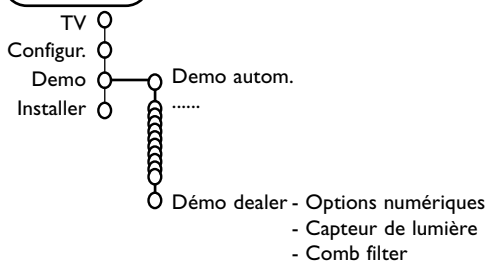 TV
Configur.
Demo
Demo autom.
Installer
......
Démo dealer - Options numériques
- Capteur de lumière
- Comb filter